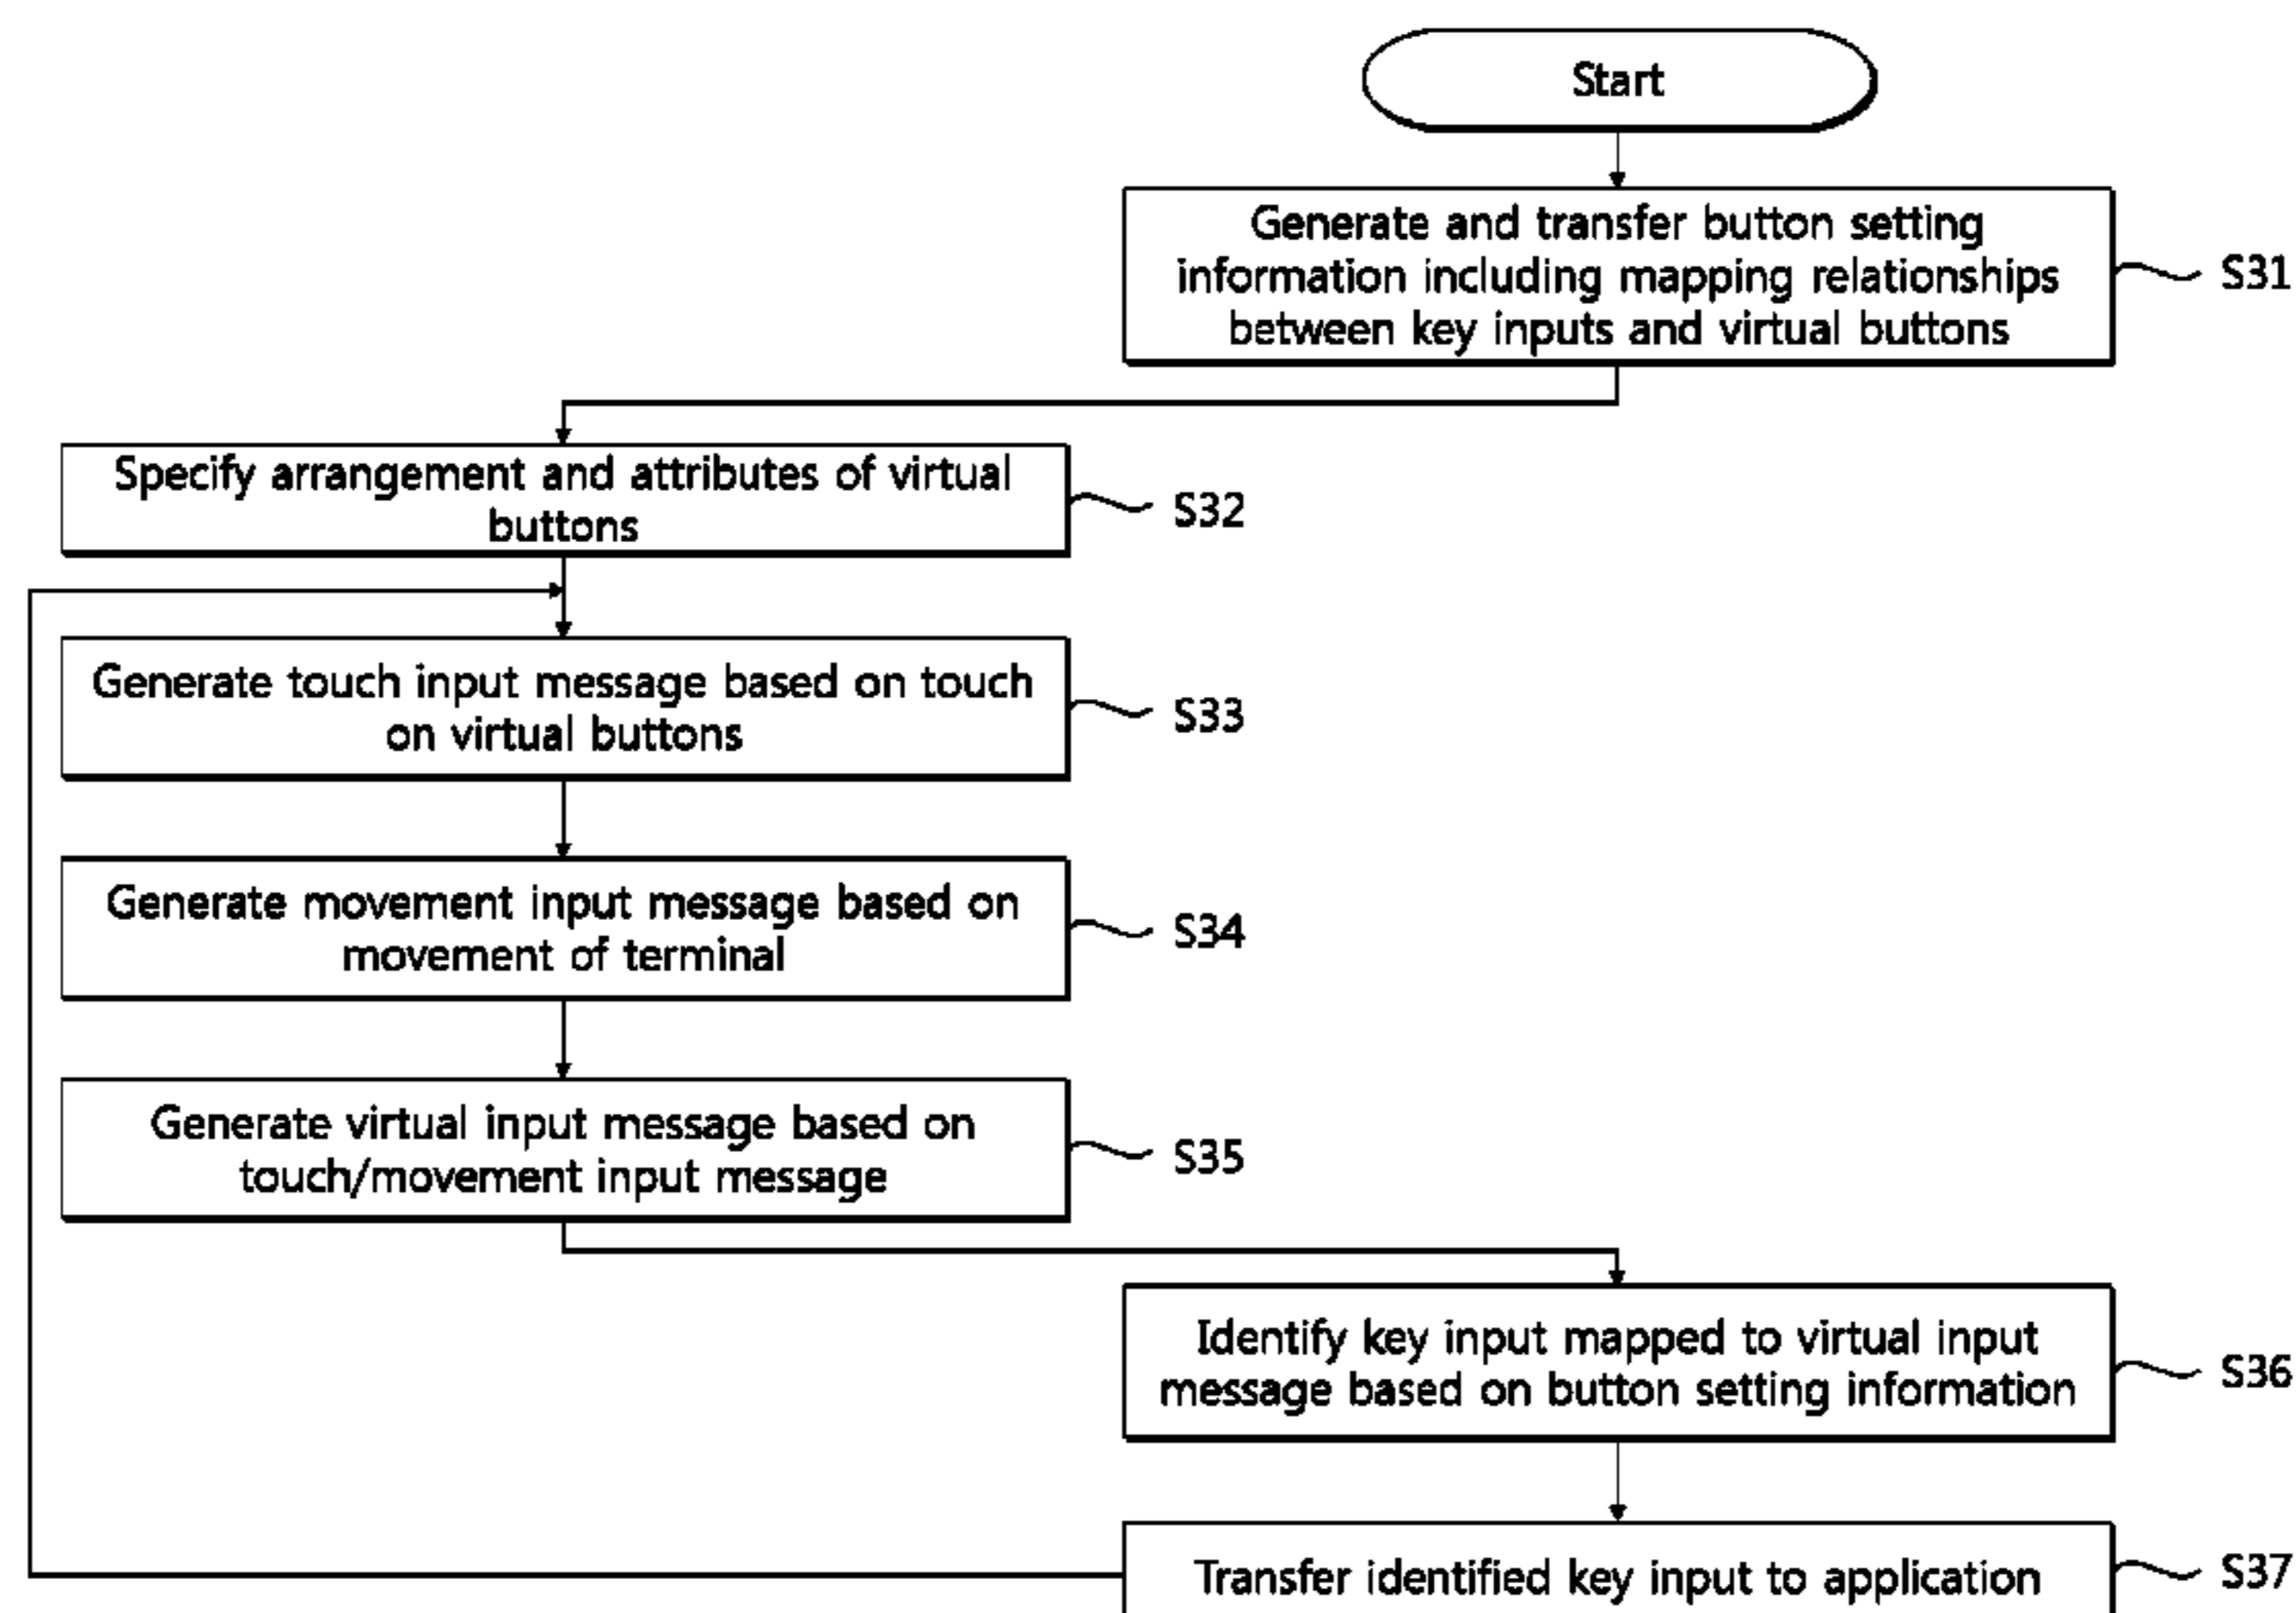 Start
Generate and transfer button setting
information including mapping relationships
between key inputs and virtual buttons
S31
Specify arrangement and attributes of virtual
buttons
S32
Generate touch input message based on touch
on virtual buttons
S33
Generate movement input message based on
movement of terminal
S34
Generate virtual input message based on
touch/movement input message
S35
Identify key input mapped to virtual input
message based on button setting information
S36
Transfer identified key input to application
S37